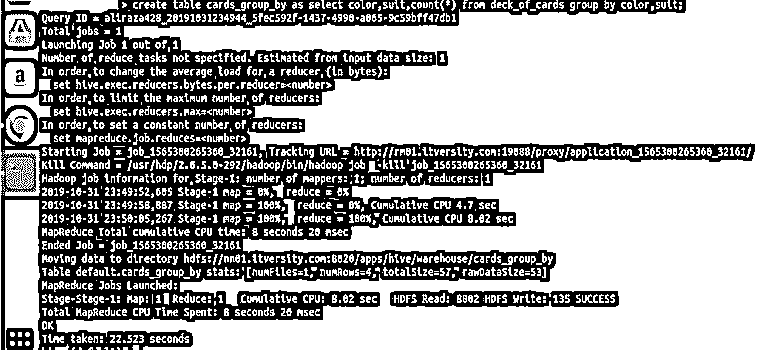 > create table cards_group_by as select color,suit,count(*) from deck_of_cards group by color,suit;
Query ID = aliraza428_20191031234944_5fec592f-1437-4990-a065-9c59bff47db1
Total jobs = 1
Launching Job 1 out of 1
Number of reduce tasks not specified. Estimated from input data size: 1
In order to change the average load for a reducer (in bytes):
set hive.exec.reducers.bytes.per.reducer=<number>
In order to limit the maximum number of reducers:
set hive.exec.reducers.max=<number>
In order to set a constant number of reducers:
set mapreduce.job.reduces=<number>
Starting Job = job_1565300265360_32161, Tracking URL = http://rm01.itversity.com:19088/proxy/application_1565300265360_32161/
Kill Command = /usr/hdp/2.6.5.0-292/hadoop/bin/hadoop job -kill job_1565300265360_32161
Hadoop job information for Stage-1: number of mappers: 1; number of reducers: 1
2019-10-31 23:49:52,609 Stage-1 map = 0%, reduce = 0%
2019-10-31 23:49:58,807 Stage-1 map = 100%, reduce = 0%, Cumulative CPU 4.7 sec
2019-10-31 23:50:05,267 Stage-1 map = 100%, reduce = 100%, Cumulative CPU 8.02 sec
MapReduce Total cumulative CPU time: 8 seconds 20 msec
Ended Job = job_1565300265360_32161
Moving data to directory hdfs://nn01.itversity.com:8020/apps/hive/warehouse/cards_group_by
Table default.cards_group_by stats: [numFiles=1, numRows=4, totalSize=57, rawDataSize=53]
MapReduce Jobs Launched:
Stage-Stage-1: Map: 1 Reduce: 1 Cumulative CPU: 8.02 sec HDFS Read: 8002 HDFS Write: 135 SUCCESS
Total MapReduce CPU Time Spent: 8 seconds 20 msec
OK
Time taken: 22.523 seconds